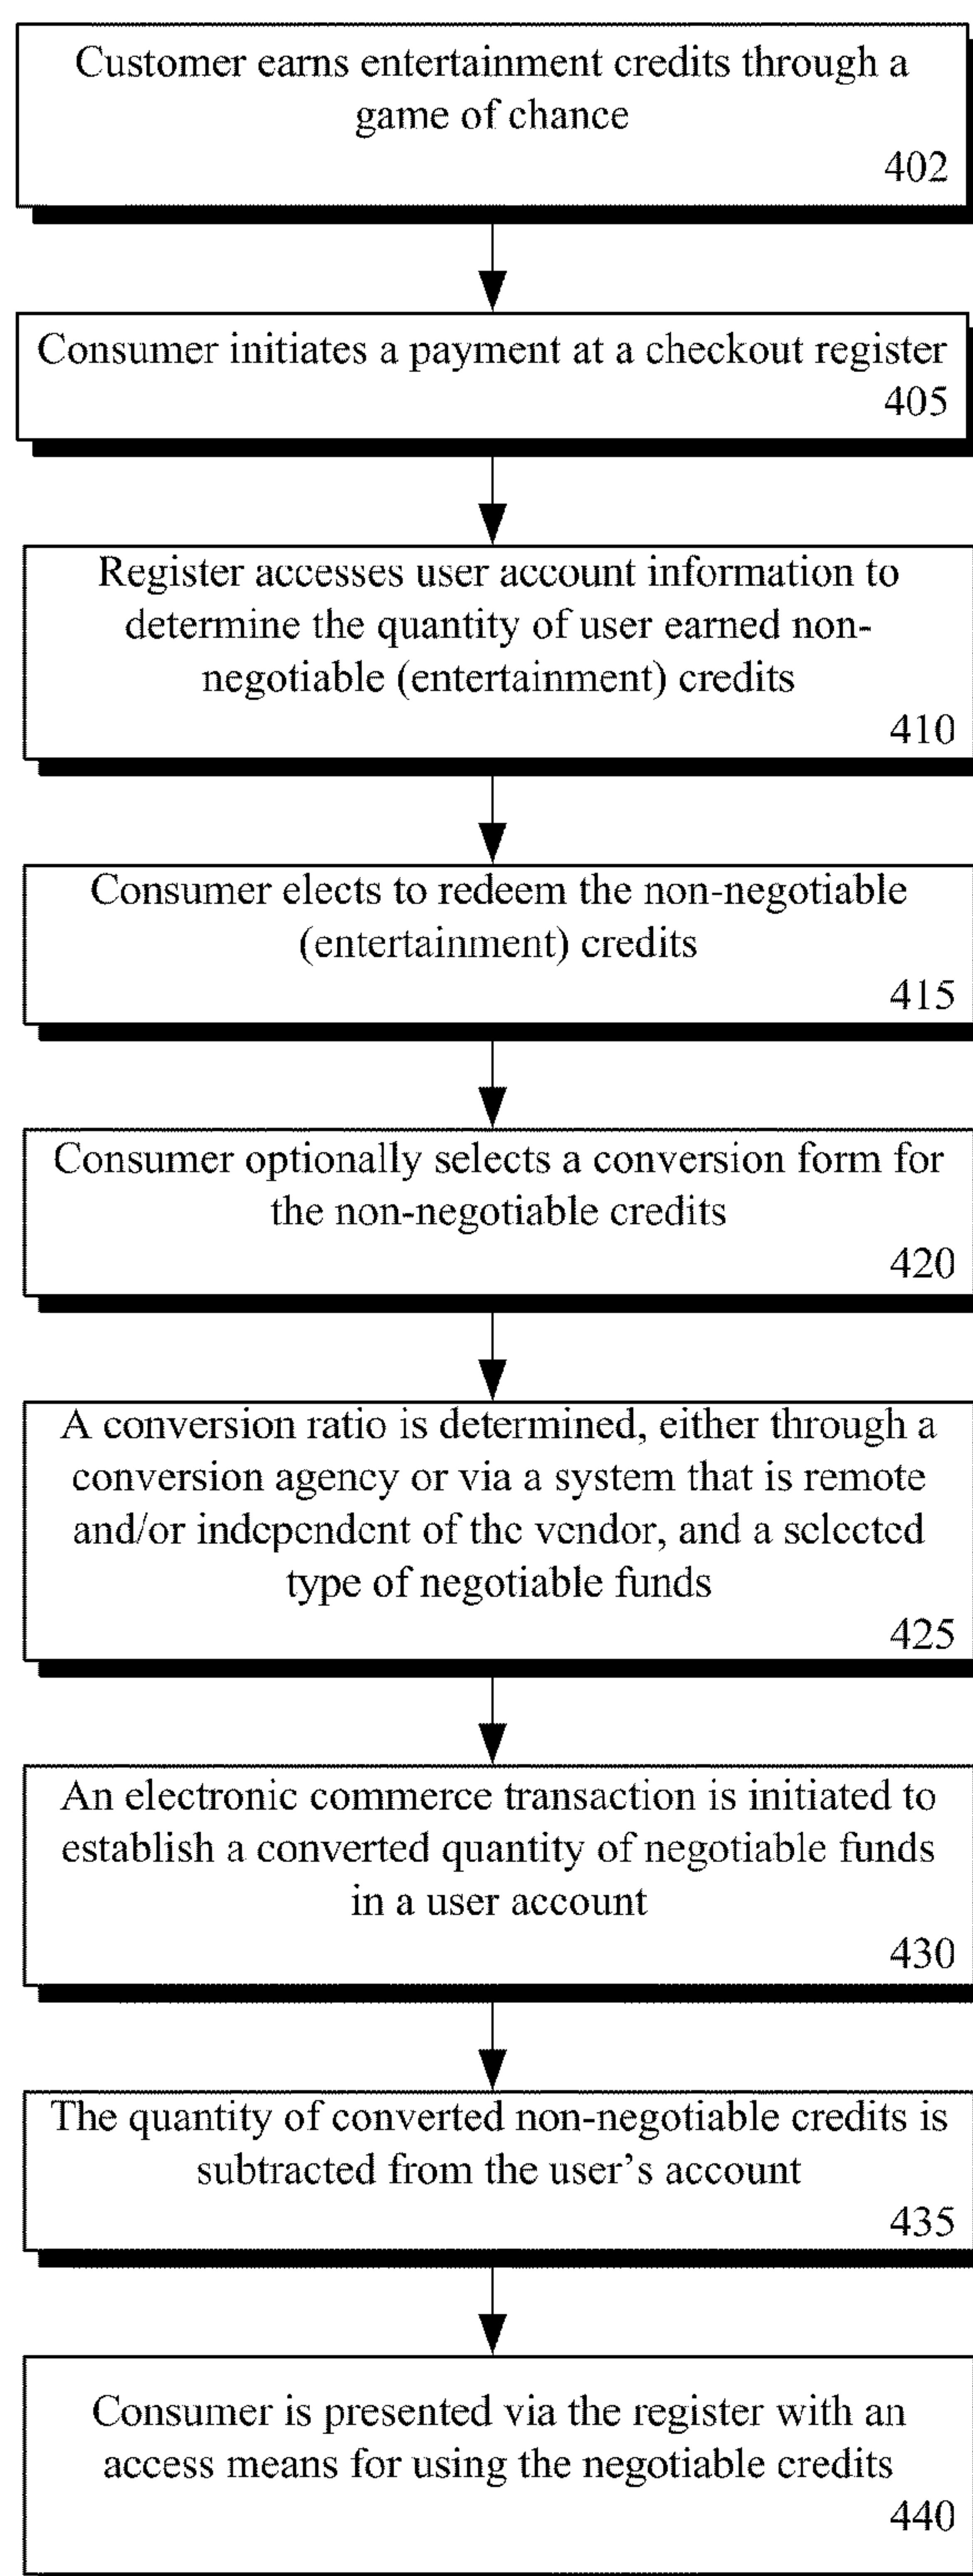 Customer earns entertainment credits through a
game of chance
402
Consumer initiates a payment at a checkout register
405
Register accesses user account information to
determine the quantity of user earned non-
negotiable (entertainment) credits
410
Consumer elects to redeem the non-negotiable
(entertainment) credits
415
Consumer optionally selects a conversion form for
the non-negotiable credits
420
A conversion ratio is determined, either through a
conversion agency or via a system that is remote
and/or independent of the vendor, and a selected
type of negotiable funds
425
An electronic commerce transaction is initiated to
establish a converted quantity of negotiable funds
in a user account
430
The quantity of converted non-negotiable credits is
subtracted from the user’s account
435
Consumer is presented via the register with an
access means for using the negotiable credits
440